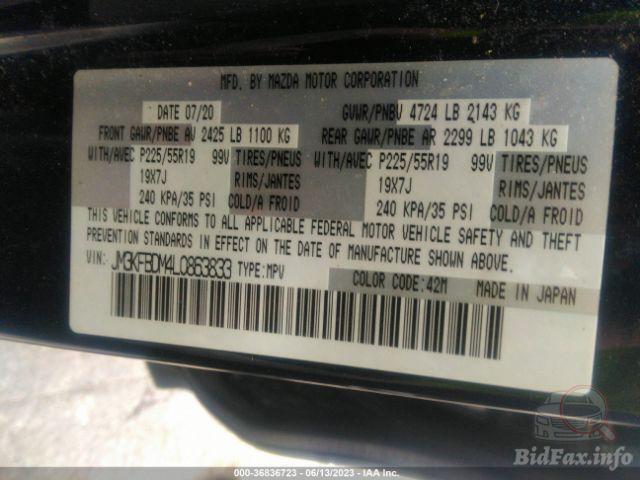 MFD. BY MAZDA MOTOR CORPORATION
DATE 07/20 GVWR/PNBV 4724 LB 2143 KG
FRONT GAWR/PNBE AV 2425 LB 1100 KG REAR GAWR/PNBE AR 2299 LB 1043 KG
WITH/AVEC P225/55R19 99V TIRES/PNEUS WITH/AVEC P225/55R19 99V TIRES/PNEUS
19X7J RIMS/JANTES 19X7J RIMS/JANTES
240 KPA/35 PSI COLD/A FROID 240 KPA/35 PSI COLD/A FROID
THIS VEHICLE CONFORMS TO ALL APPLICABLE FEDERAL MOTOR VEHICLE SAFETY AND THEFT
PREVENTION STANDARDS IN EFFECT ON THE DATE OF MANUFACTURE SHOWN ABOVE.
VIN: JM3KFBDM4L0863833 TYPE:MPV
COLOR CODE:42M MADE IN JAPAN
BidFax.info
000-36836723 - 06/13/2023 - IAA Inc.